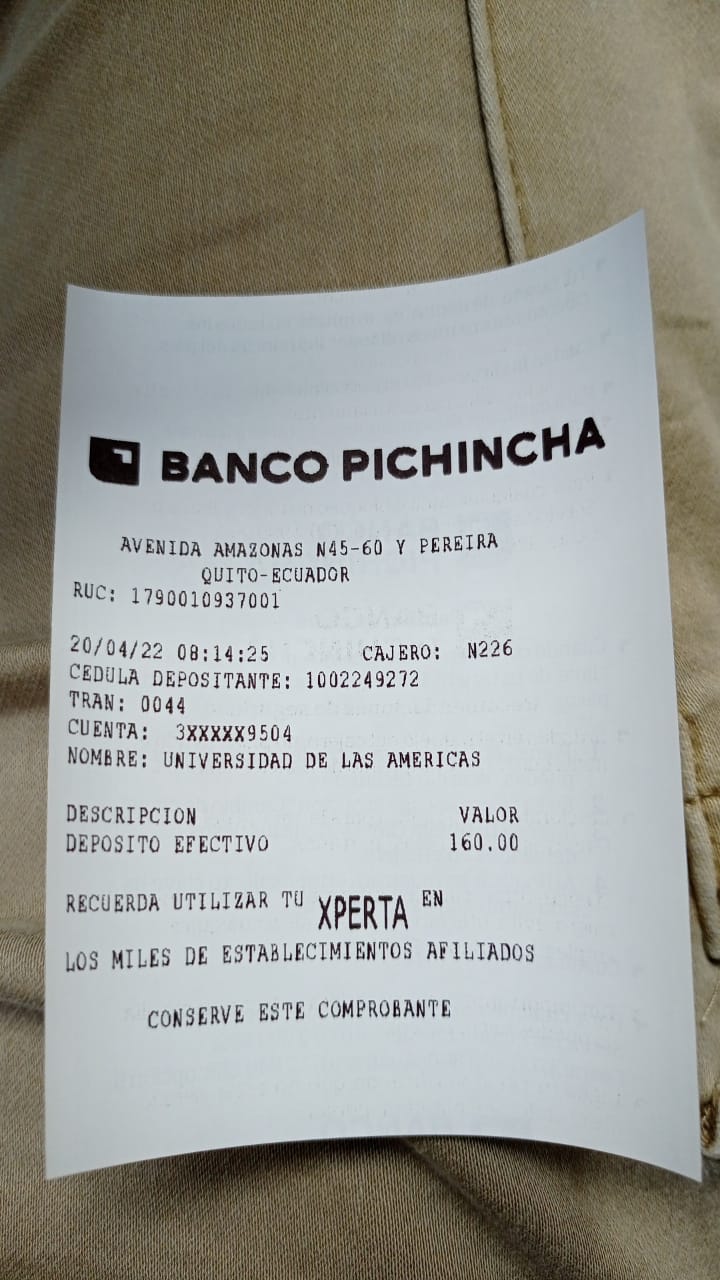 BANCO PICHINCHA
AVENIDA AMAZONAS N45-60 Y PEREIRA
QUITO-ECUADOR
RUC: 1790010937001
20/04/22 08:14:25 CAJERO: N226
CEDULA DEPOSITANTE: 1002249272
TRAN: 0044
CUENTA: 3XXXXX9504
NOMBRE: UNIVERSIDAD DE LAS AMERICAS
DESCRIPCION VALOR
DEPOSITO EFECTIVO 160.00
RECUERDA UTILIZAR TU XPERTA EN
LOS MILES DE ESTABLECIMIENTOS AFILIADOS
CONSERVE ESTE COMPROBANTE